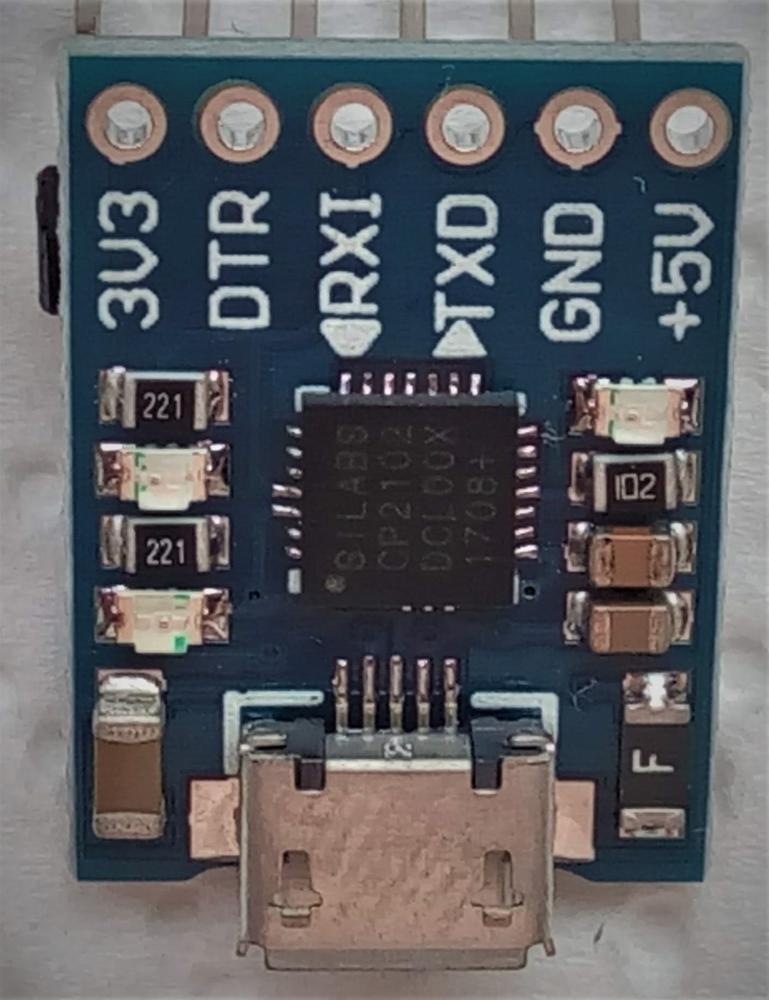 3V3
DTR
RXI
TXD
GND
+5V
221
221
102
SILABS
CP2102
DCL00X
1708+
F